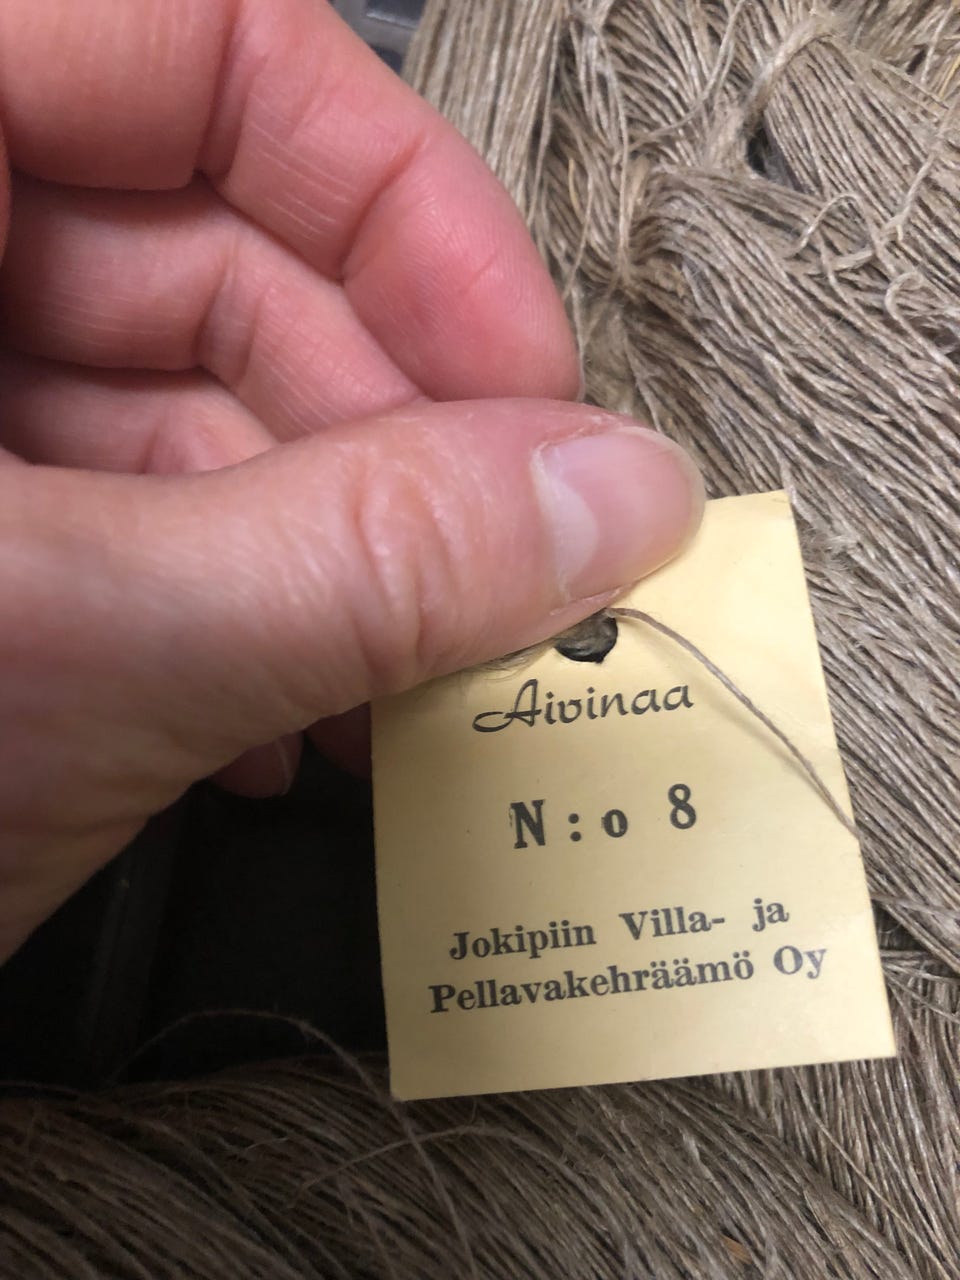 Aivinaa
N:o 8
Jokipiin Villa- ja
Pellavakehräämö Oy